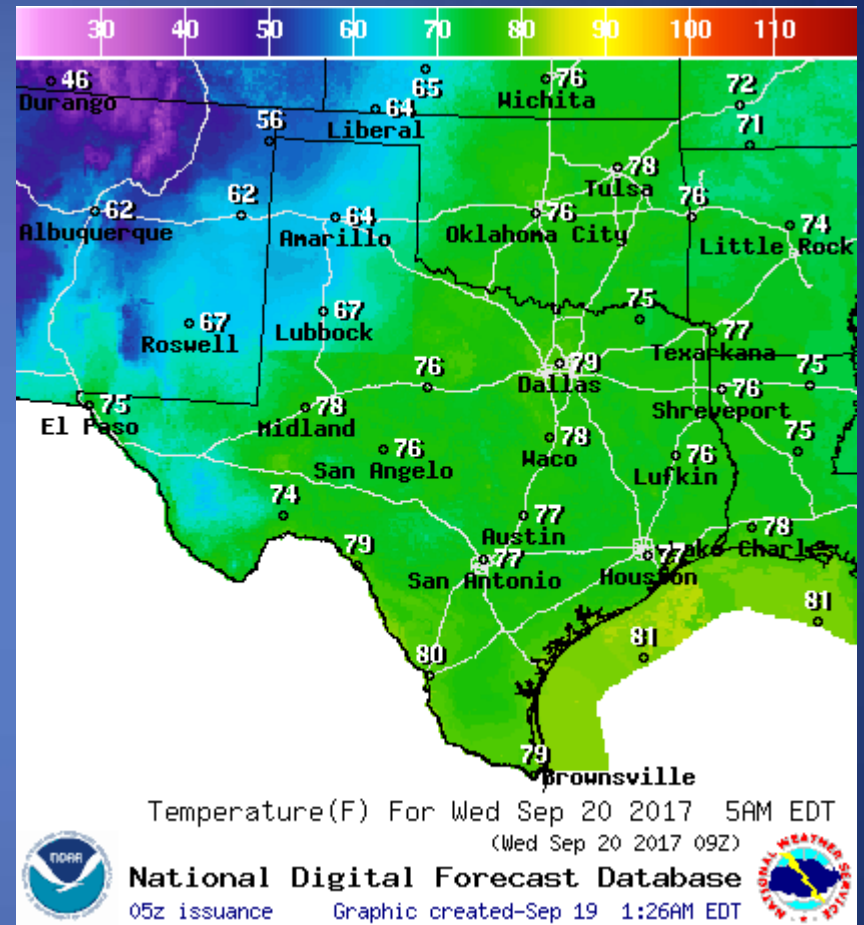 30 40 50 60 70 80 90 100 110
46
Durango
65
76
Wichita
72
64
Liberal
56
71
78
Tulsa
62
Albuquerque
62
64
Amarillo
76
Oklahoma City
76
74
Little Rock
67
Roswell
67
Lubbock
75
77
Texarkana
76
79
Dallas
75
El Paso
78
Midland
76
Shreveport
75
76
San Angelo
78
Waco
76
Lufkin
75
74
77
Austin
78
Lake Charles
79
77
San Antonio
77
Houston
81
81
80
79
Brownsville
Temperature(F) For Wed Sep 20 2017 5AM EDT
(Wed Sep 20 2017 09Z)
NOAA
National Digital Forecast Database
NATIONAL WEATHER SERVICE
05z issuance Graphic created-Sep 19 1:26AM EDT